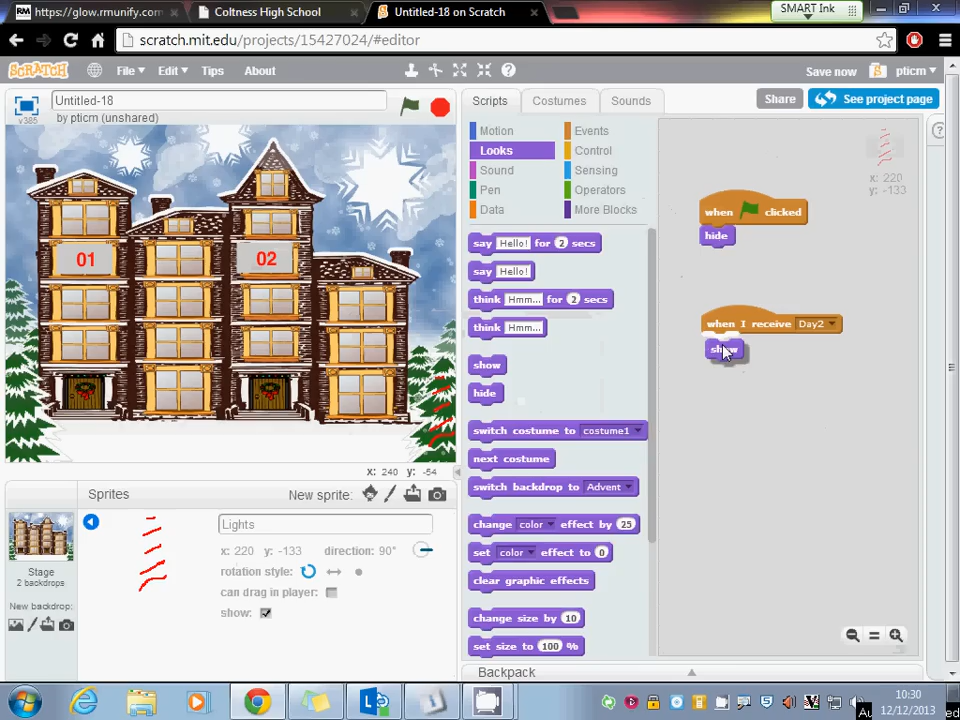 https://glow.rmunify.com
Coltness High School
Untitled-18 on Scratch
SMART Ink
scratch.mit.edu/projects/15427024/#editor
SCRATCH
File
Edit
Tips
About
Save now
pticm
v385
Untitled-18
by pticm (unshared)
Scripts
Costumes
Sounds
Share
See project page
Motion
Events
Looks
Control
Sound
Sensing
Pen
Operators
Data
More Blocks
x: 220
y: -133
when clicked
hide
when I receive Day2
show
say Hello! for 2 secs
say Hello!
think Hmm... for 2 secs
think Hmm...
show
hide
switch costume to costume1
next costume
switch backdrop to Advent
change color effect by 25
set color effect to 0
clear graphic effects
change size by 10
set size to 100 %
01
02
x: 240 y: -54
Sprites
New sprite:
Lights
x: 220 y: -133 direction: 90°
rotation style:
can drag in player:
show:
Stage
2 backdrops
New backdrop:
Backpack
10:30
12/12/2013